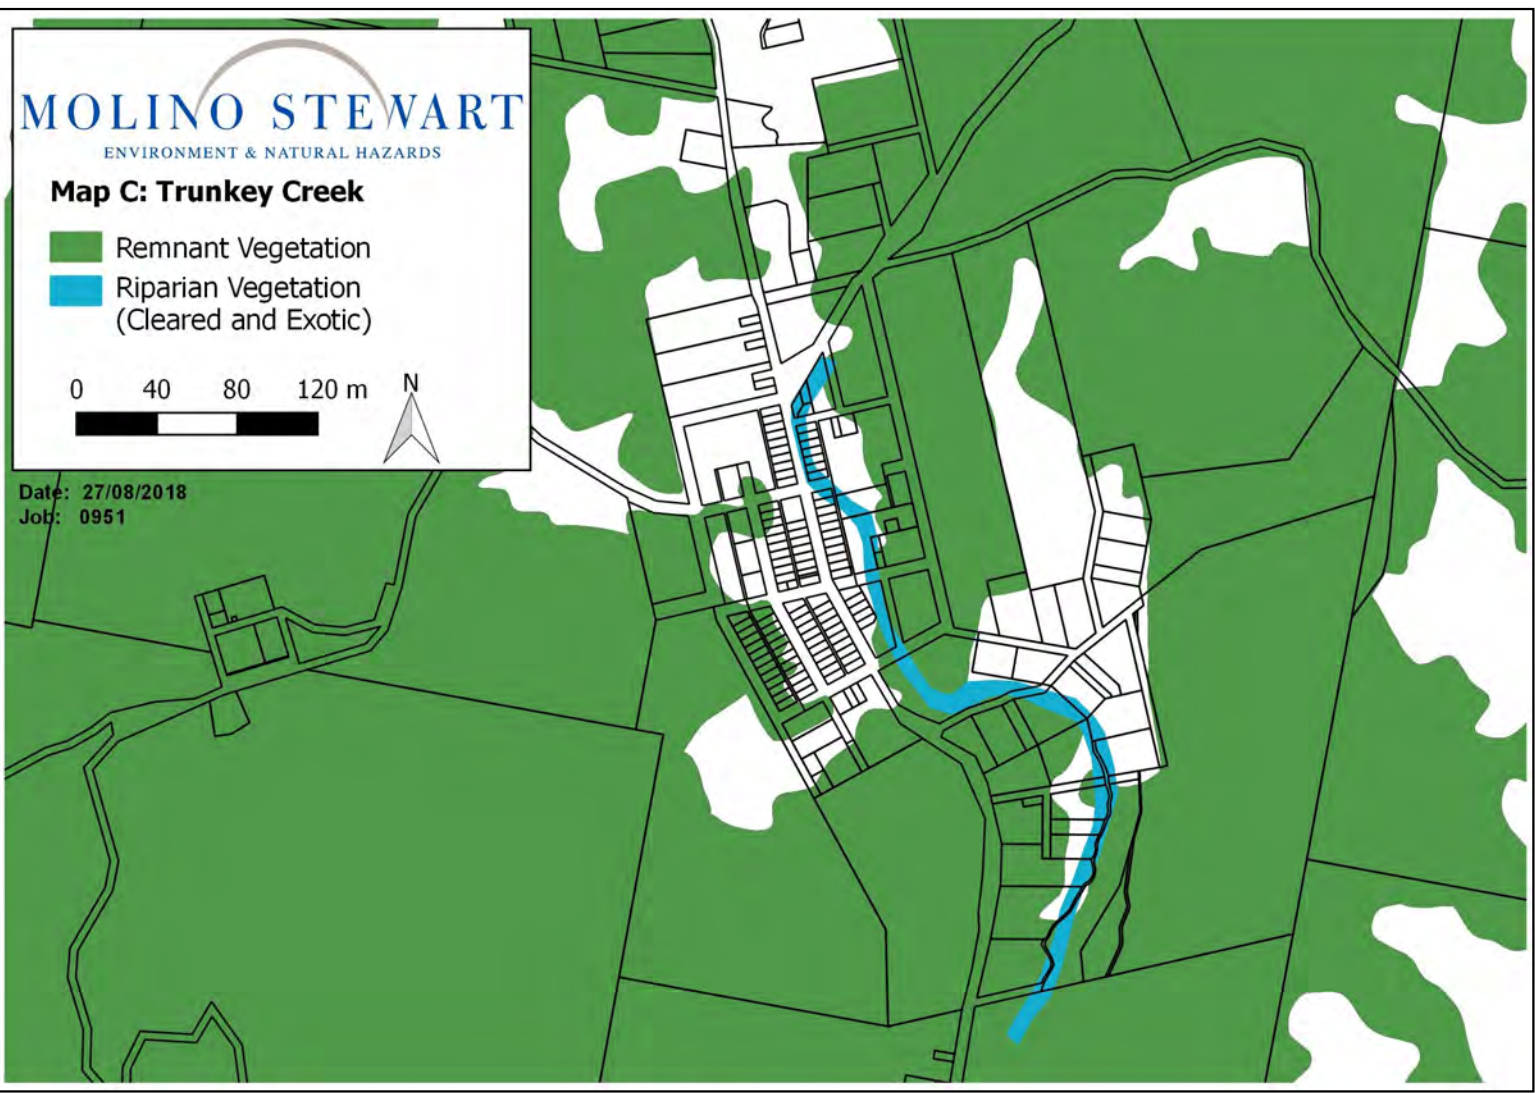 MOLINO STEWART
ENVIRONMENT & NATURAL HAZARDS
Map C: Trunkey Creek
Remnant Vegetation
Riparian Vegetation
(Cleared and Exotic)
0 40 80 120 m
N
Date: 27/08/2018
Job: 0951